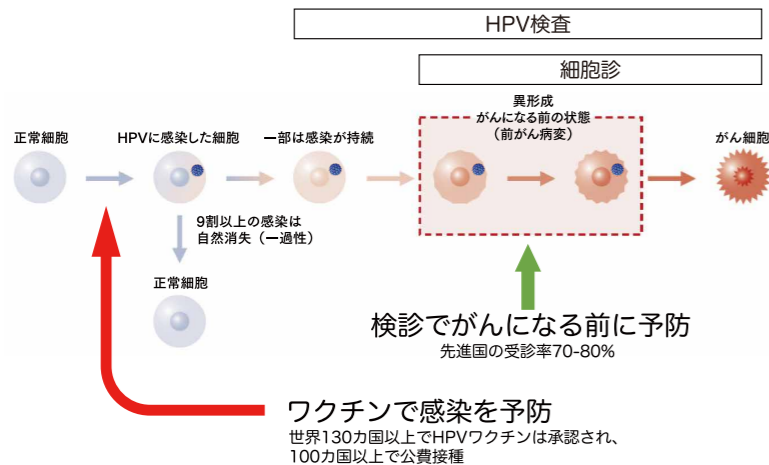 HPV検査
細胞診
異形成
がんになる前の状態
（前がん病変）
正常細胞
HPVに感染した細胞
一部は感染が持続
がん細胞
9割以上の感染は
自然消失（一過性）
正常細胞
検診でがんになる前に予防
先進国の受診率70-80%
ワクチンで感染を予防
世界130カ国以上でHPVワクチンは承認され、
100カ国以上で公費接種